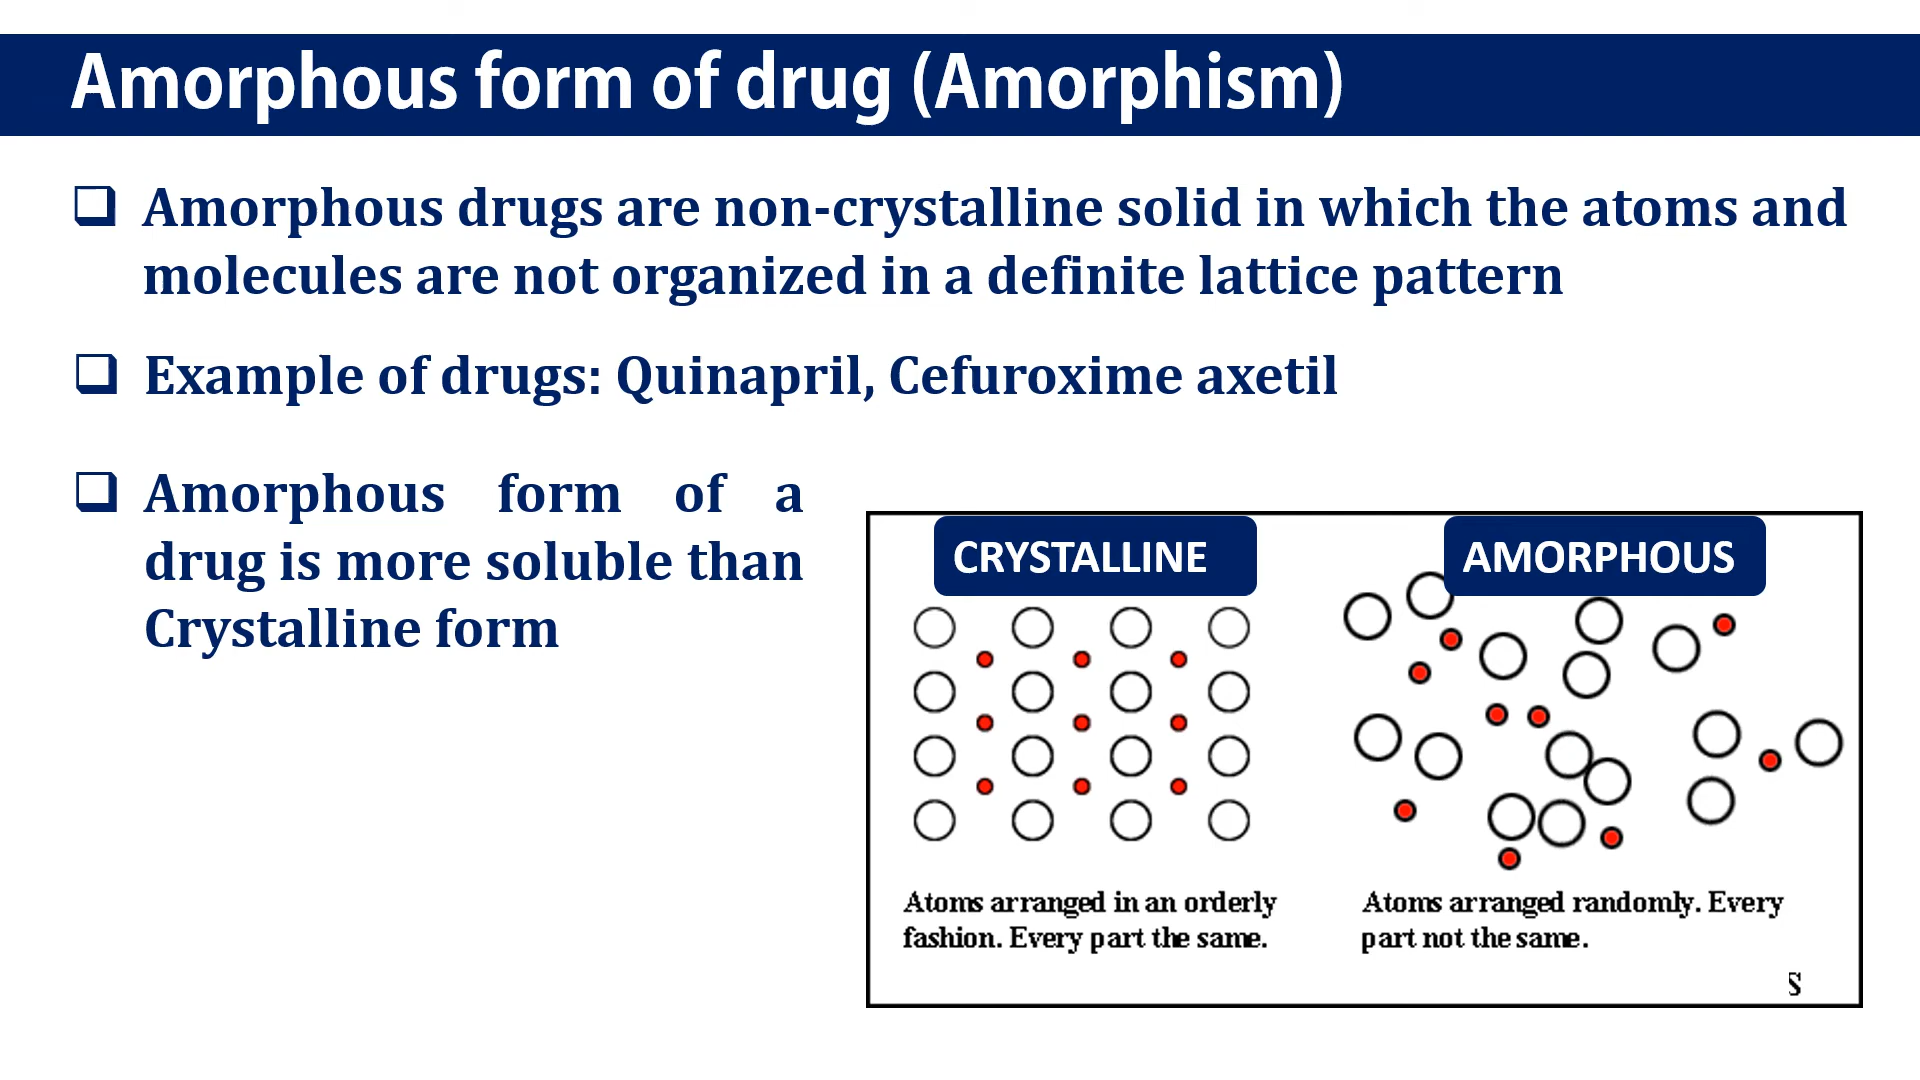 Amorphous form of drug (Amorphism)
Amorphous drugs are non-crystalline solid in which the atoms and
molecules are not organized in a definite lattice pattern
Example of drugs: Quinapril, Cefuroxime axetil
Amorphous form of a
drug is more soluble than
Crystalline form
CRYSTALLINE
Atoms arranged in an orderly
fashion. Every part the same.
AMORPHOUS
Atoms arranged randomly. Every
part not the same.
S